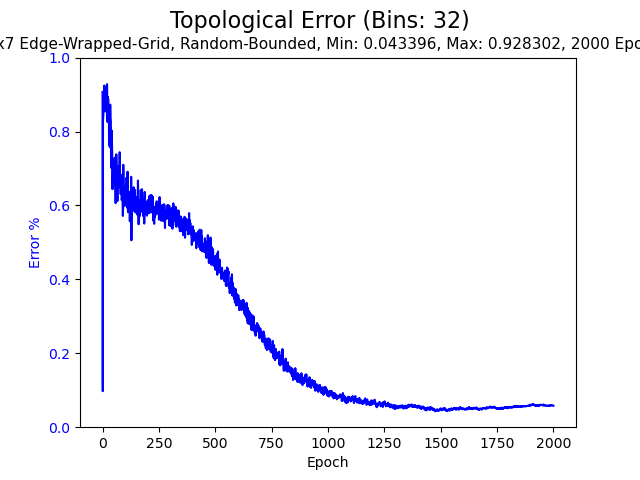 Topological Error (Bins: 32)
x7 Edge-Wrapped-Grid, Random-Bounded, Min: 0.043396, Max: 0.928302, 2000 Epo
1.0
0.8
0.6
0.4
0.2
0.0
Error %
0 250 500 750 1000 1250 1500 1750 2000
Epoch